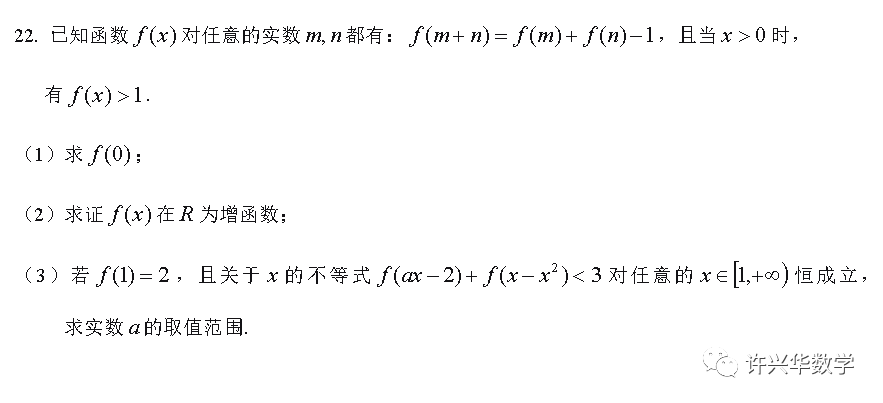 22. 已知函数 f(x) 对任意的实数 m, n 都有：f(m+n)=f(m)+f(n)−1，且当 x>0 时，
有 f(x)>1.
（1）求 f(0)；
（2）求证 f(x) 在 R 为增函数；
（3）若 f(1)=2，且关于 x 的不等式 f(ax−2)+f(x−x²)<3 对任意的 x∈[1,+∞) 恒成立，
求实数 a 的取值范围.
许兴华数学